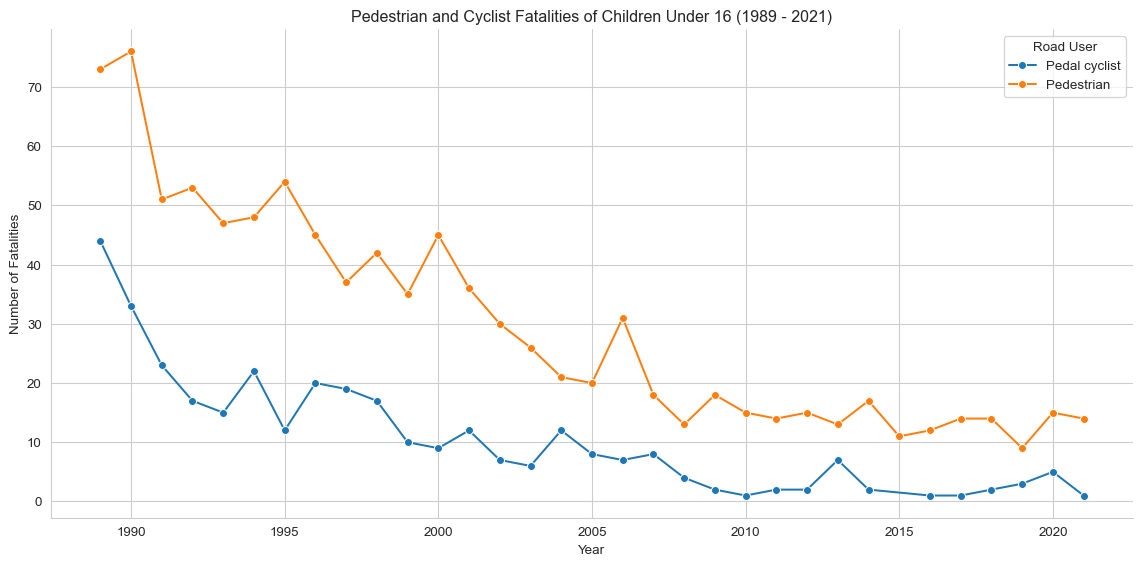 Pedestrian and Cyclist Fatalities of Children Under 16 (1989 - 2021)
Road User
Pedal cyclist
Pedestrian
Number of Fatalities
70
60
50
40
30
20
10
0
1990 1995 2000 2005 2010 2015 2020
Year